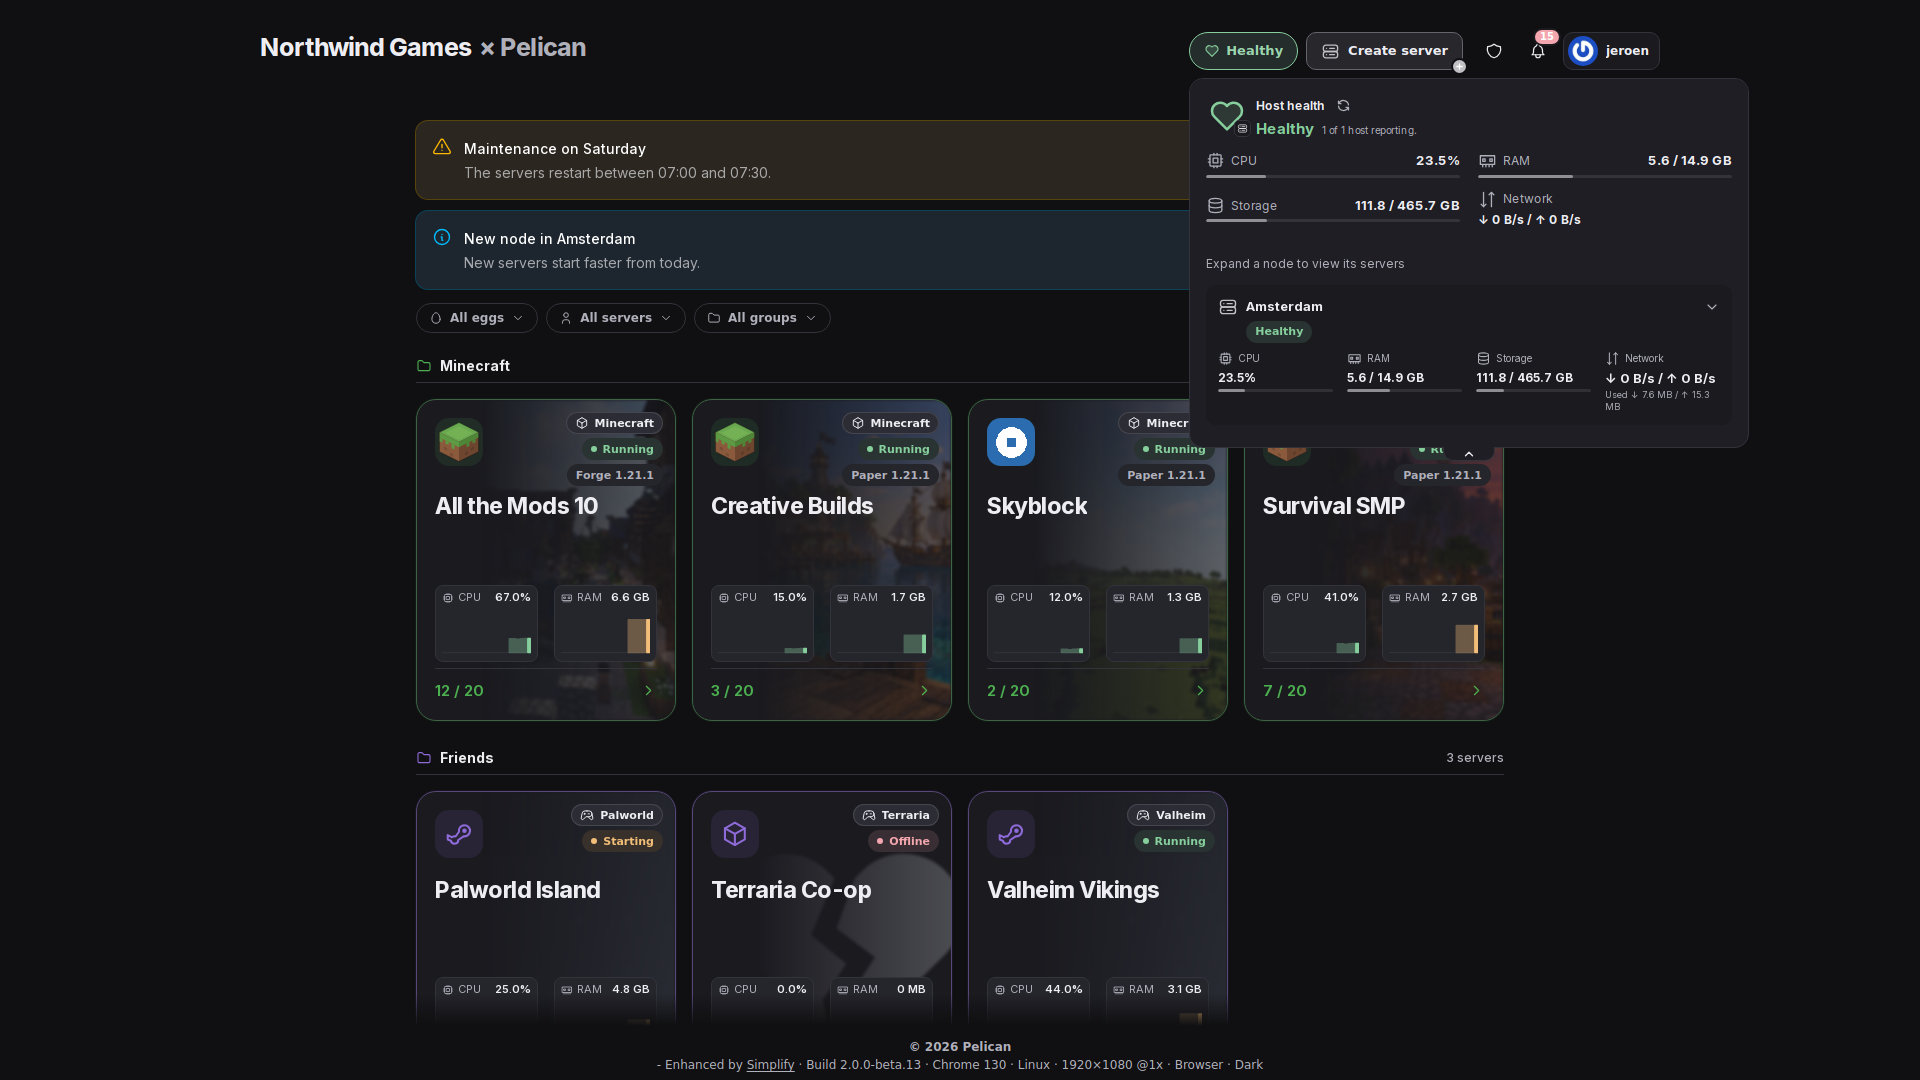 Northwind Games × Pelican
Healthy
Create server
15
jeroen
Host health
Healthy 1 of 1 host reporting.
CPU 23.5%
RAM 5.6 / 14.9 GB
Storage 111.8 / 465.7 GB
Network
↓ 0 B/s / ↑ 0 B/s
Expand a node to view its servers
Amsterdam
Healthy
CPU
23.5%
RAM
5.6 / 14.9 GB
Storage
111.8 / 465.7 GB
Network
↓ 0 B/s / ↑ 0 B/s
Used ↓ 7.6 MB / ↑ 15.3
MB
Maintenance on Saturday
The servers restart between 07:00 and 07:30.
New node in Amsterdam
New servers start faster from today.
All eggs
All servers
All groups
Minecraft
Minecraft
Running
Forge 1.21.1
All the Mods 10
CPU 67.0%
RAM 6.6 GB
12 / 20
Minecraft
Running
Paper 1.21.1
Creative Builds
CPU 15.0%
RAM 1.7 GB
3 / 20
Minecr
Running
Paper 1.21.1
Skyblock
CPU 12.0%
RAM 1.3 GB
2 / 20
Paper 1.21.1
Survival SMP
CPU 41.0%
RAM 2.7 GB
7 / 20
Friends
3 servers
Palworld
Starting
Palworld Island
CPU 25.0%
RAM 4.8 GB
Terraria
Offline
Terraria Co-op
CPU 0.0%
RAM 0 MB
Valheim
Running
Valheim Vikings
CPU 44.0%
RAM 3.1 GB
© 2026 Pelican
- Enhanced by Simplify · Build 2.0.0-beta.13 · Chrome 130 · Linux · 1920×1080 @1x · Browser · Dark